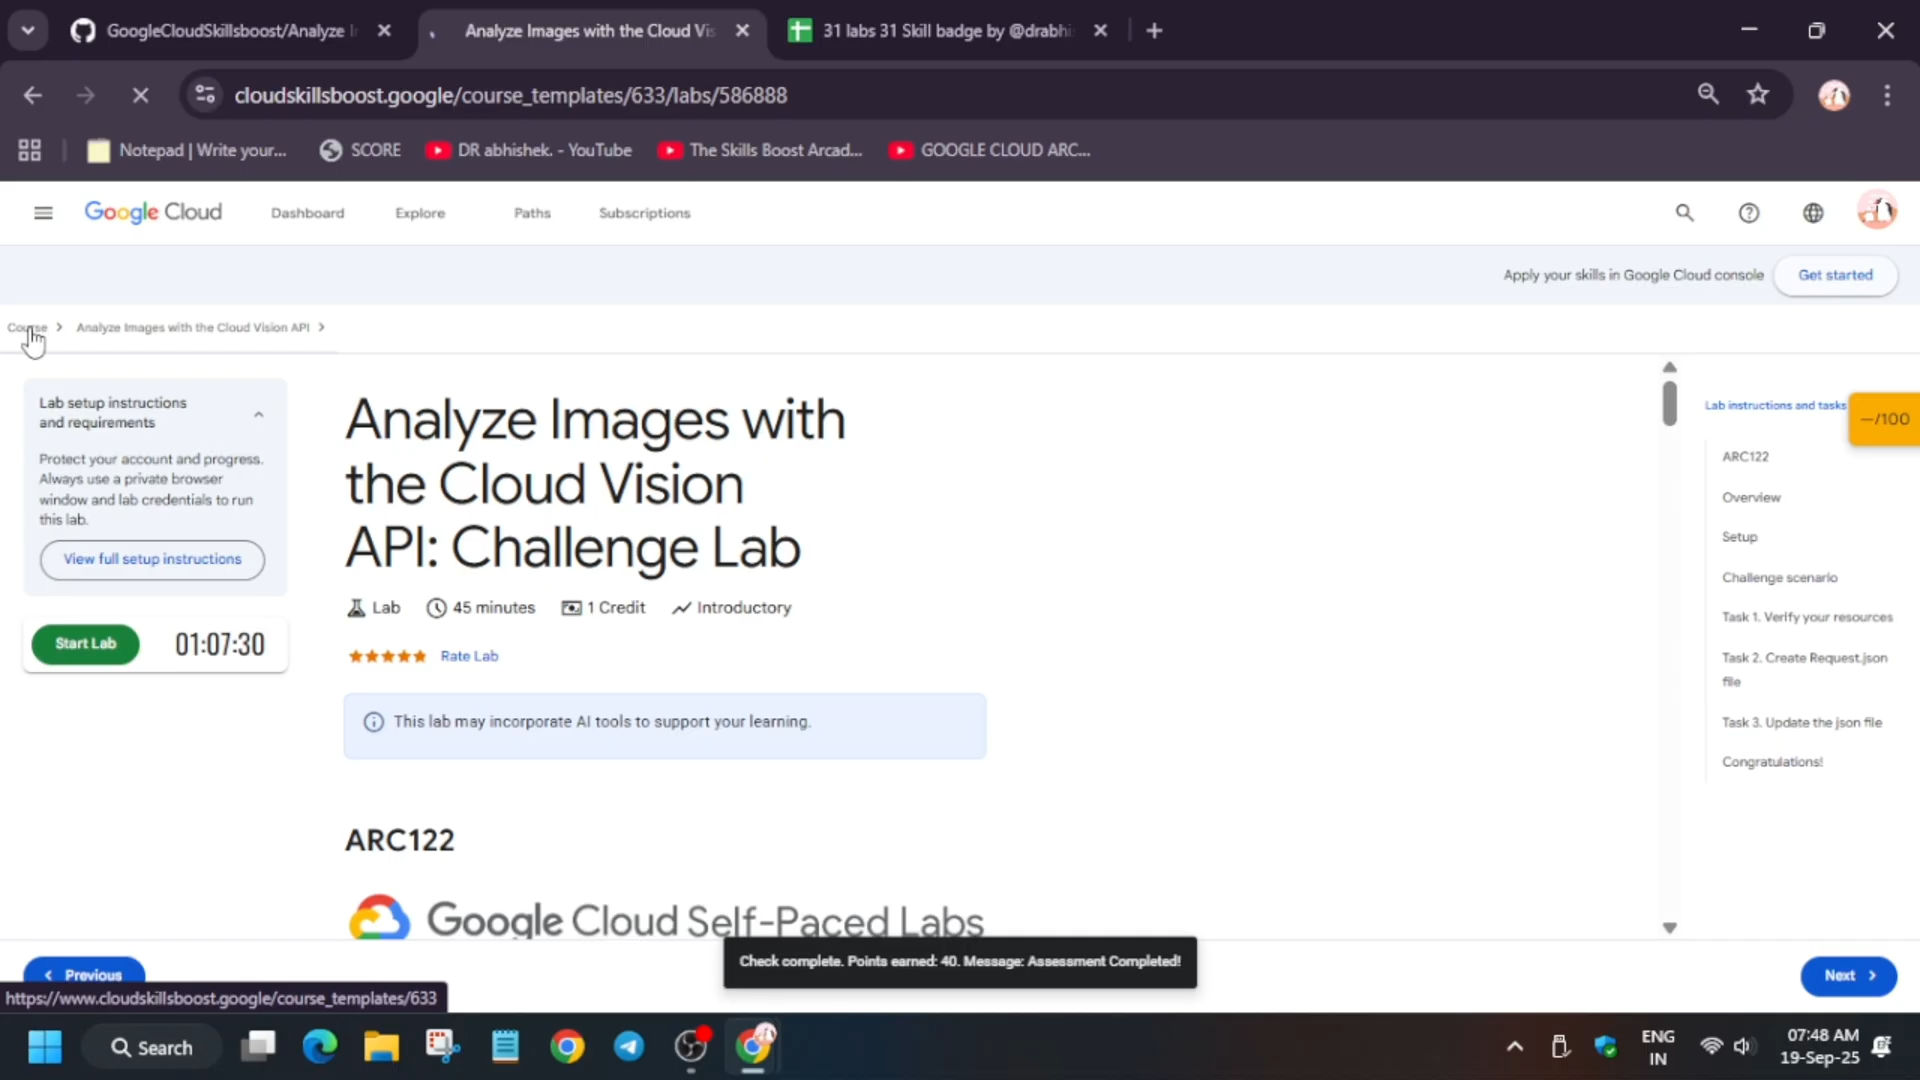 GoogleCloudSkillsboost/Analyze I
Analyze Images with the Cloud Vis
31 labs 31 Skill badge by @drabhi
cloudskillsboost.google/course_templates/633/labs/586888
Notepad | Write your...
SCORE
DR abhishek. - YouTube
The Skills Boost Arcad...
GOOGLE CLOUD ARC...
Google Cloud
Dashboard
Explore
Paths
Subscriptions
Apply your skills in Google Cloud console
Get started
Course
Analyze Images with the Cloud Vision API
Lab setup instructions
and requirements
Protect your account and progress.
Always use a private browser
window and lab credentials to run
this lab.
View full setup instructions
Start Lab
01:07:30
Analyze Images with
the Cloud Vision
API: Challenge Lab
Lab
45 minutes
1 Credit
Introductory
Rate Lab
This lab may incorporate AI tools to support your learning.
ARC122
Google Cloud Self-Paced Labs
Lab instructions and tasks
—/100
ARC122
Overview
Setup
Challenge scenario
Task 1. Verify your resources
Task 2. Create Request.json
file
Task 3. Update the json file
Congratulations!
Previous
Check complete. Points earned: 40. Message: Assessment Completed!
Next
https://www.cloudskillsboost.google/course_templates/633
Search
ENG
IN
07:48 AM
19-Sep-25